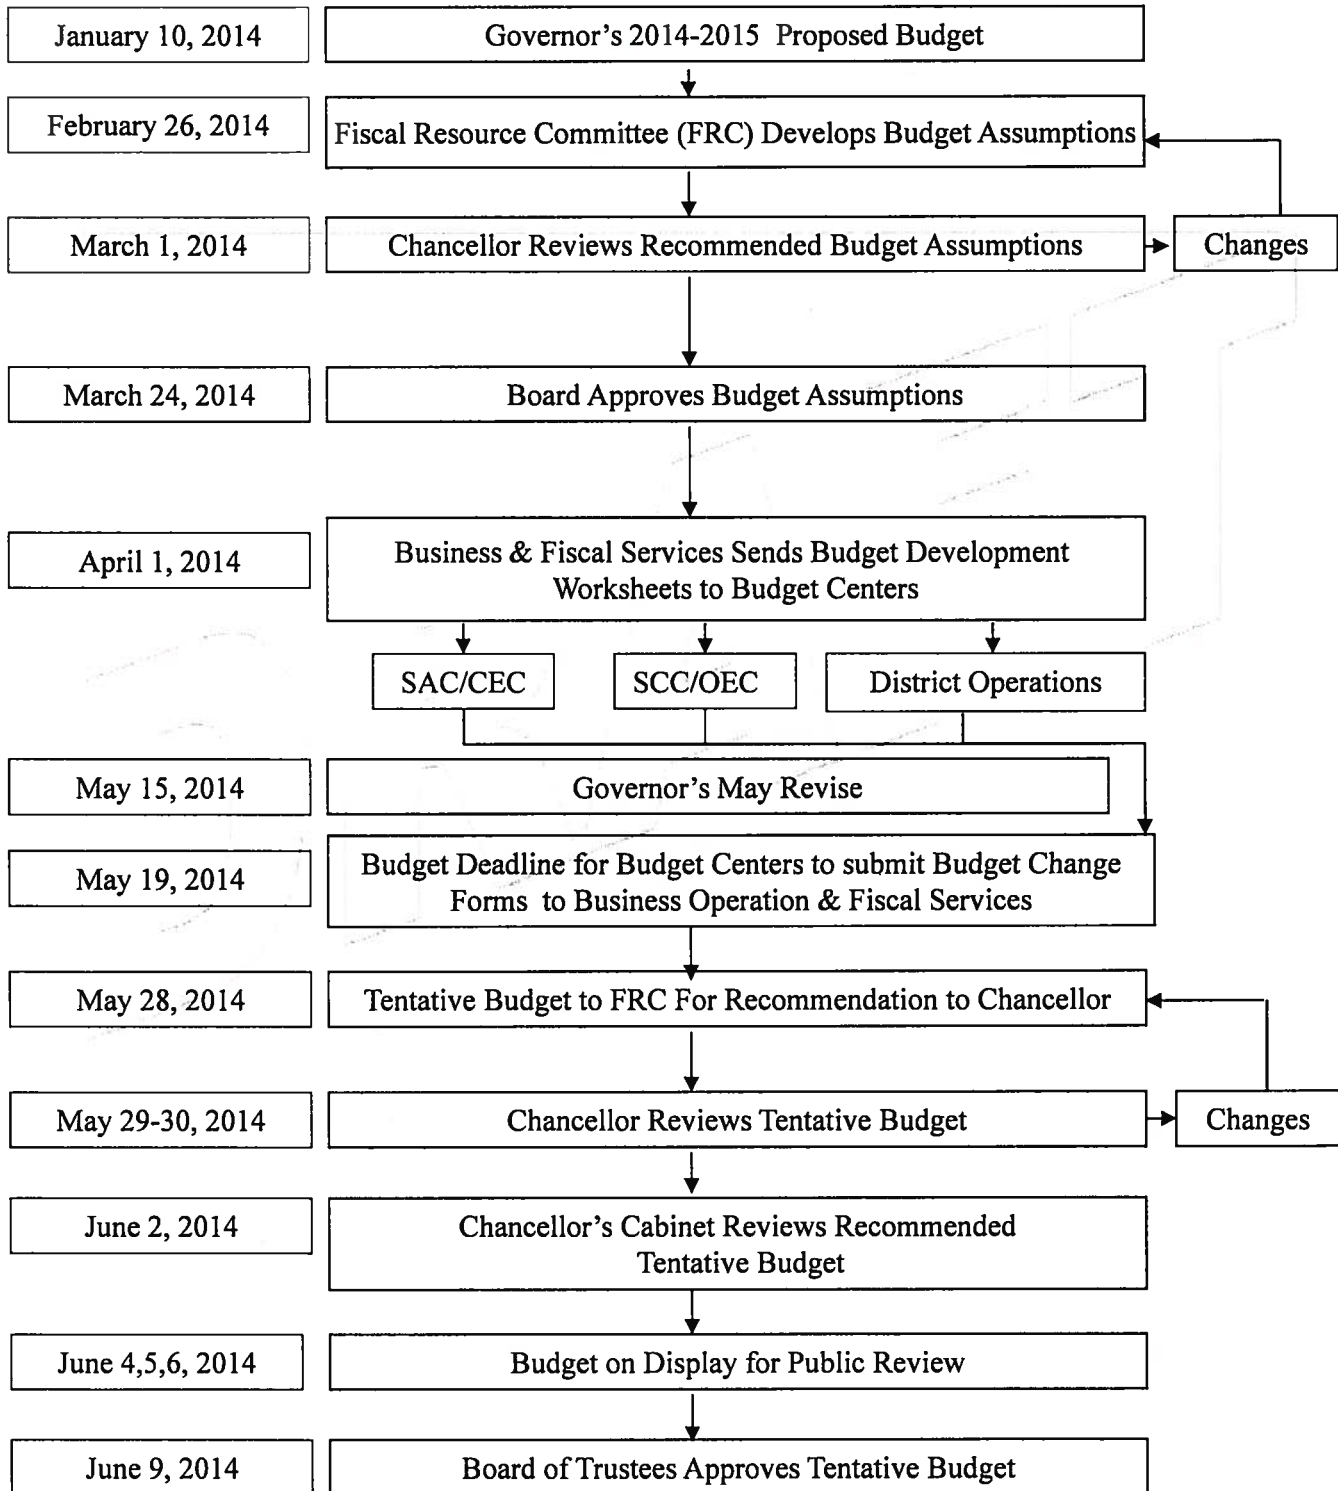 January 10, 2014
Governor’s 2014-2015 Proposed Budget
February 26, 2014
Fiscal Resource Committee (FRC) Develops Budget Assumptions
March 1, 2014
Chancellor Reviews Recommended Budget Assumptions
Changes
March 24, 2014
Board Approves Budget Assumptions
April 1, 2014
Business & Fiscal Services Sends Budget Development
Worksheets to Budget Centers
SAC/CEC
SCC/OEC
District Operations
May 15, 2014
Governor’s May Revise
May 19, 2014
Budget Deadline for Budget Centers to submit Budget Change
Forms to Business Operation & Fiscal Services
May 28, 2014
Tentative Budget to FRC For Recommendation to Chancellor
May 29-30, 2014
Chancellor Reviews Tentative Budget
Changes
June 2, 2014
Chancellor’s Cabinet Reviews Recommended
Tentative Budget
June 4,5,6, 2014
Budget on Display for Public Review
June 9, 2014
Board of Trustees Approves Tentative Budget